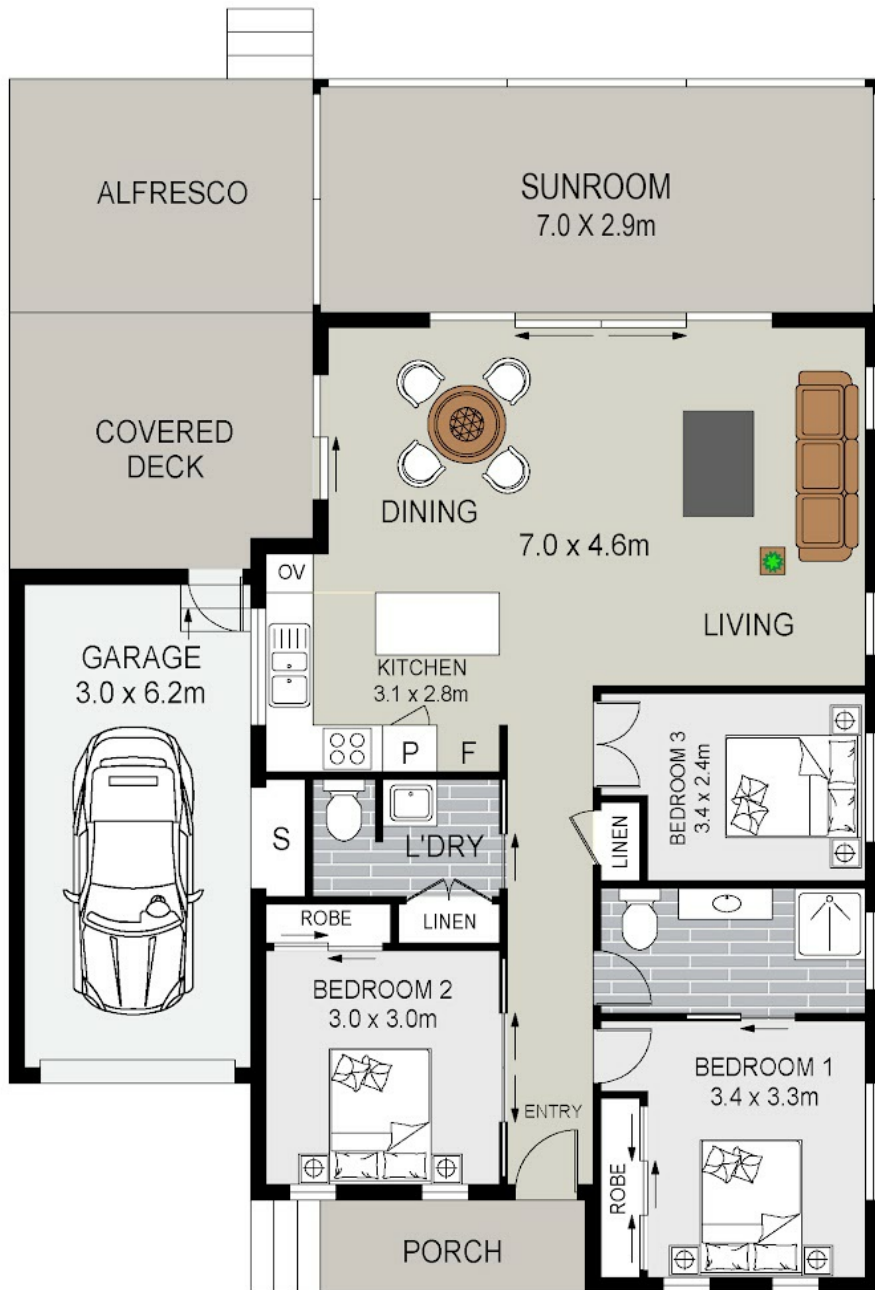 ALFRESCO
SUNROOM
7.0 X 2.9m
COVERED
DECK
DINING
7.0 x 4.6m
LIVING
OV
GARAGE
3.0 x 6.2m
KITCHEN
3.1 x 2.8m
P
F
BEDROOM 3
3.4 x 2.4m
S
L'DRY
LINEN
ROBE
LINEN
BEDROOM 2
3.0 x 3.0m
BEDROOM 1
3.4 x 3.3m
ENTRY
ROBE
PORCH